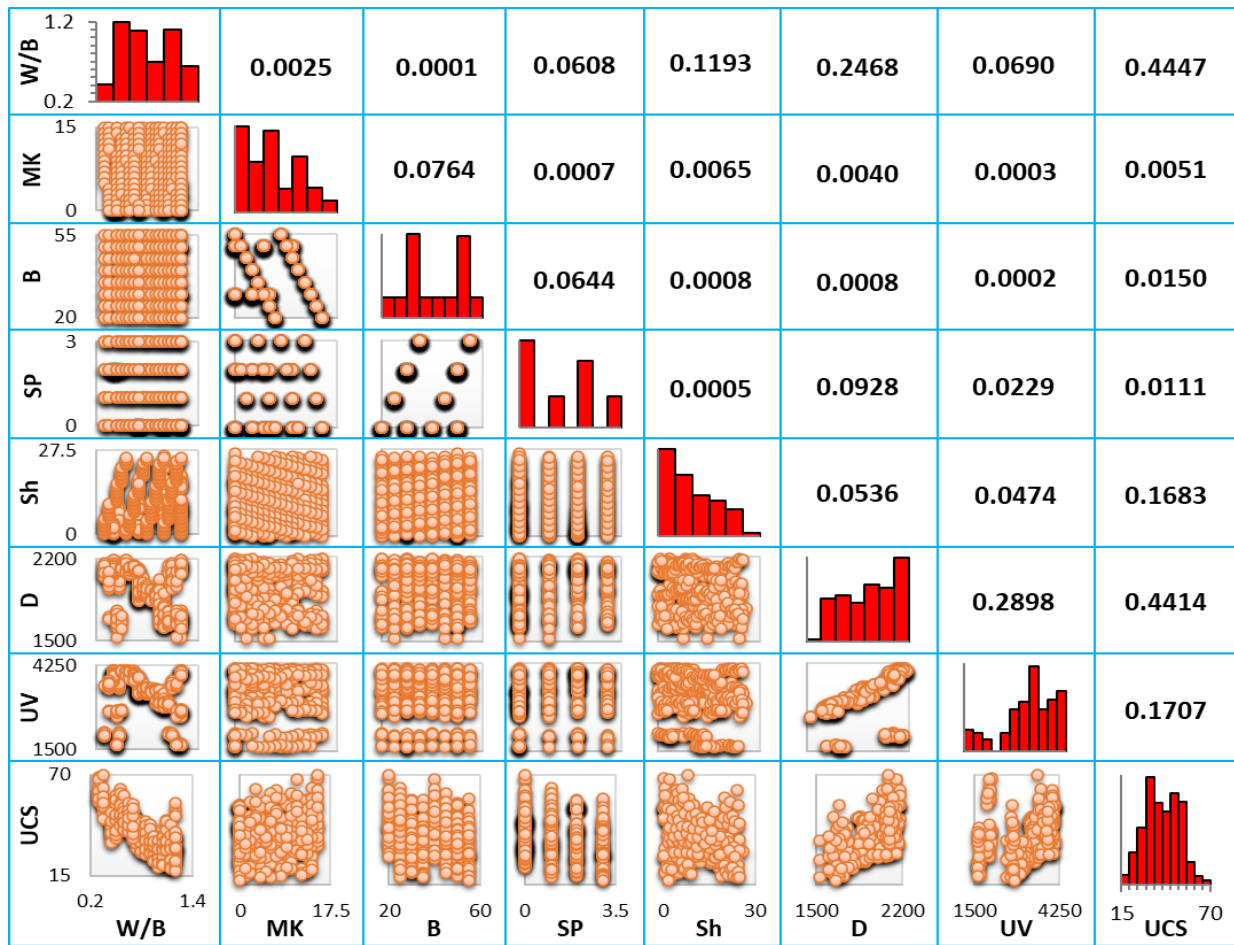 W/B 1.2 0.2 0.0025 0.0001 0.0608 0.1193 0.2468 0.0690 0.4447
MK 15 0 0.0764 0.0007 0.0065 0.0040 0.0003 0.0051
B 55 20 0.0644 0.0008 0.0008 0.0002 0.0150
SP 3 0 0.0005 0.0928 0.0229 0.0111
Sh 27.5 0 0.0536 0.0474 0.1683
D 2200 1500 0.2898 0.4414
UV 4250 1500 0.1707
UCS 70 15
0.2 1.4 0 17.5 20 60 0 3.5 0 30 1500 2200 1500 4250 15 70
W/B MK B SP Sh D UV UCS